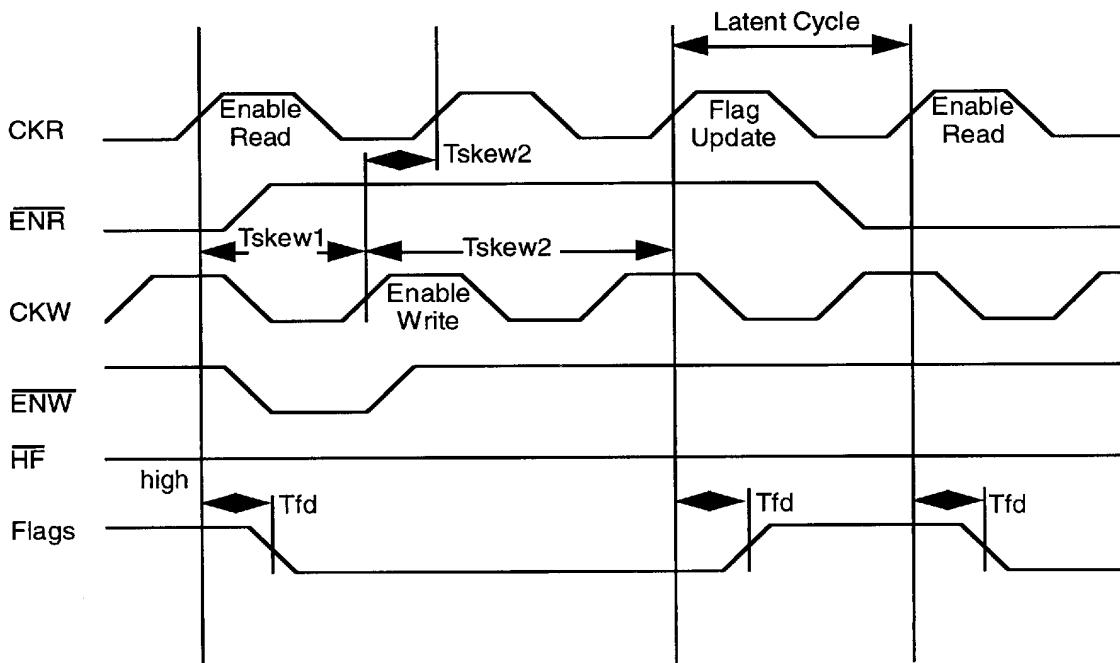 Latent Cycle
CKR
Enable
Read
Flag
Update
Enable
Read
Tskew2
ENR
Tskew1
Tskew2
CKW
Enable
Write
ENW
HF
high
Tfd
Tfd
Tfd
Flags